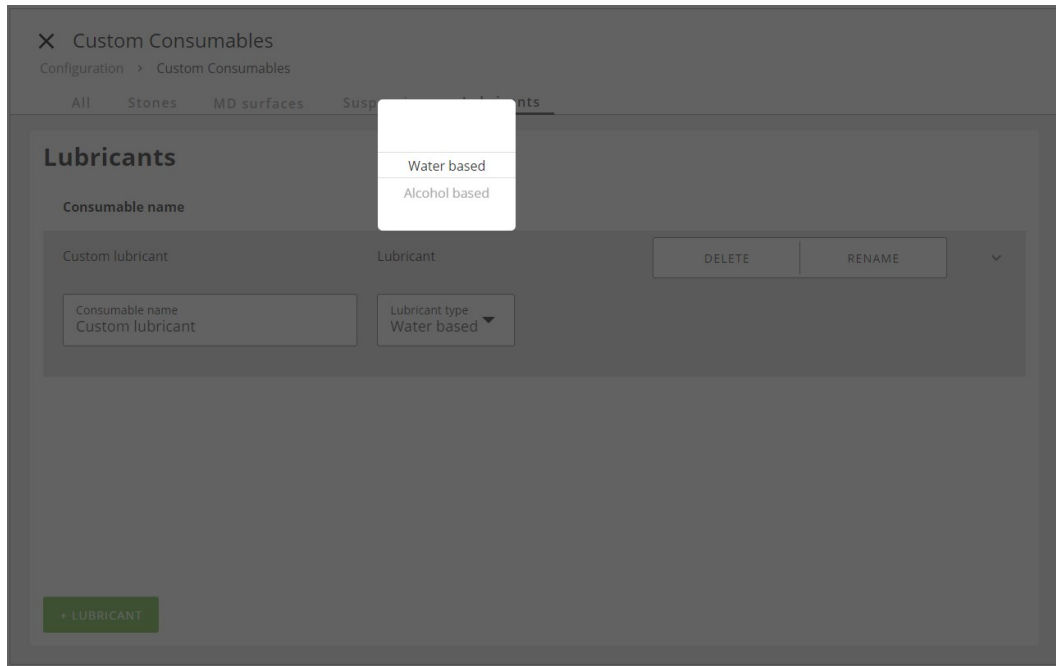 Custom Consumables
Configuration > Custom Consumables
All Stones MD surfaces
Lubricants
Water based
Alcohol based
Consumable name
Custom lubricant Lubricant DELETE RENAME
Consumable name Lubricant type
Custom lubricant Water based
+ LUBRICANT